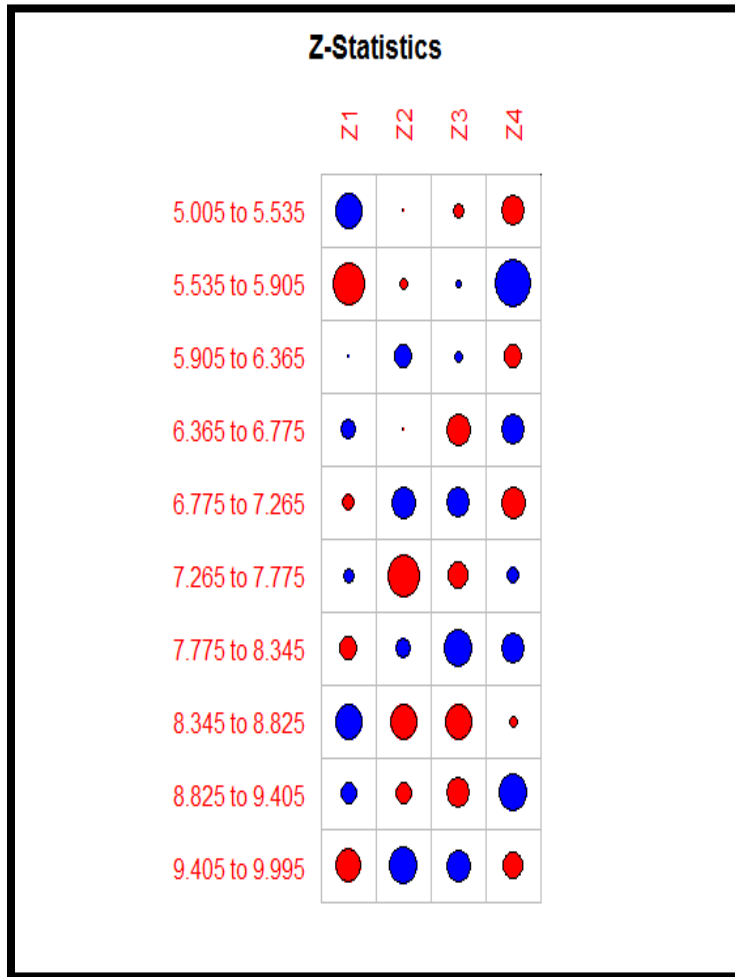 Z-Statistics
Z1 Z2 Z3 Z4
5.005 to 5.535
5.535 to 5.905
5.905 to 6.365
6.365 to 6.775
6.775 to 7.265
7.265 to 7.775
7.775 to 8.345
8.345 to 8.825
8.825 to 9.405
9.405 to 9.995